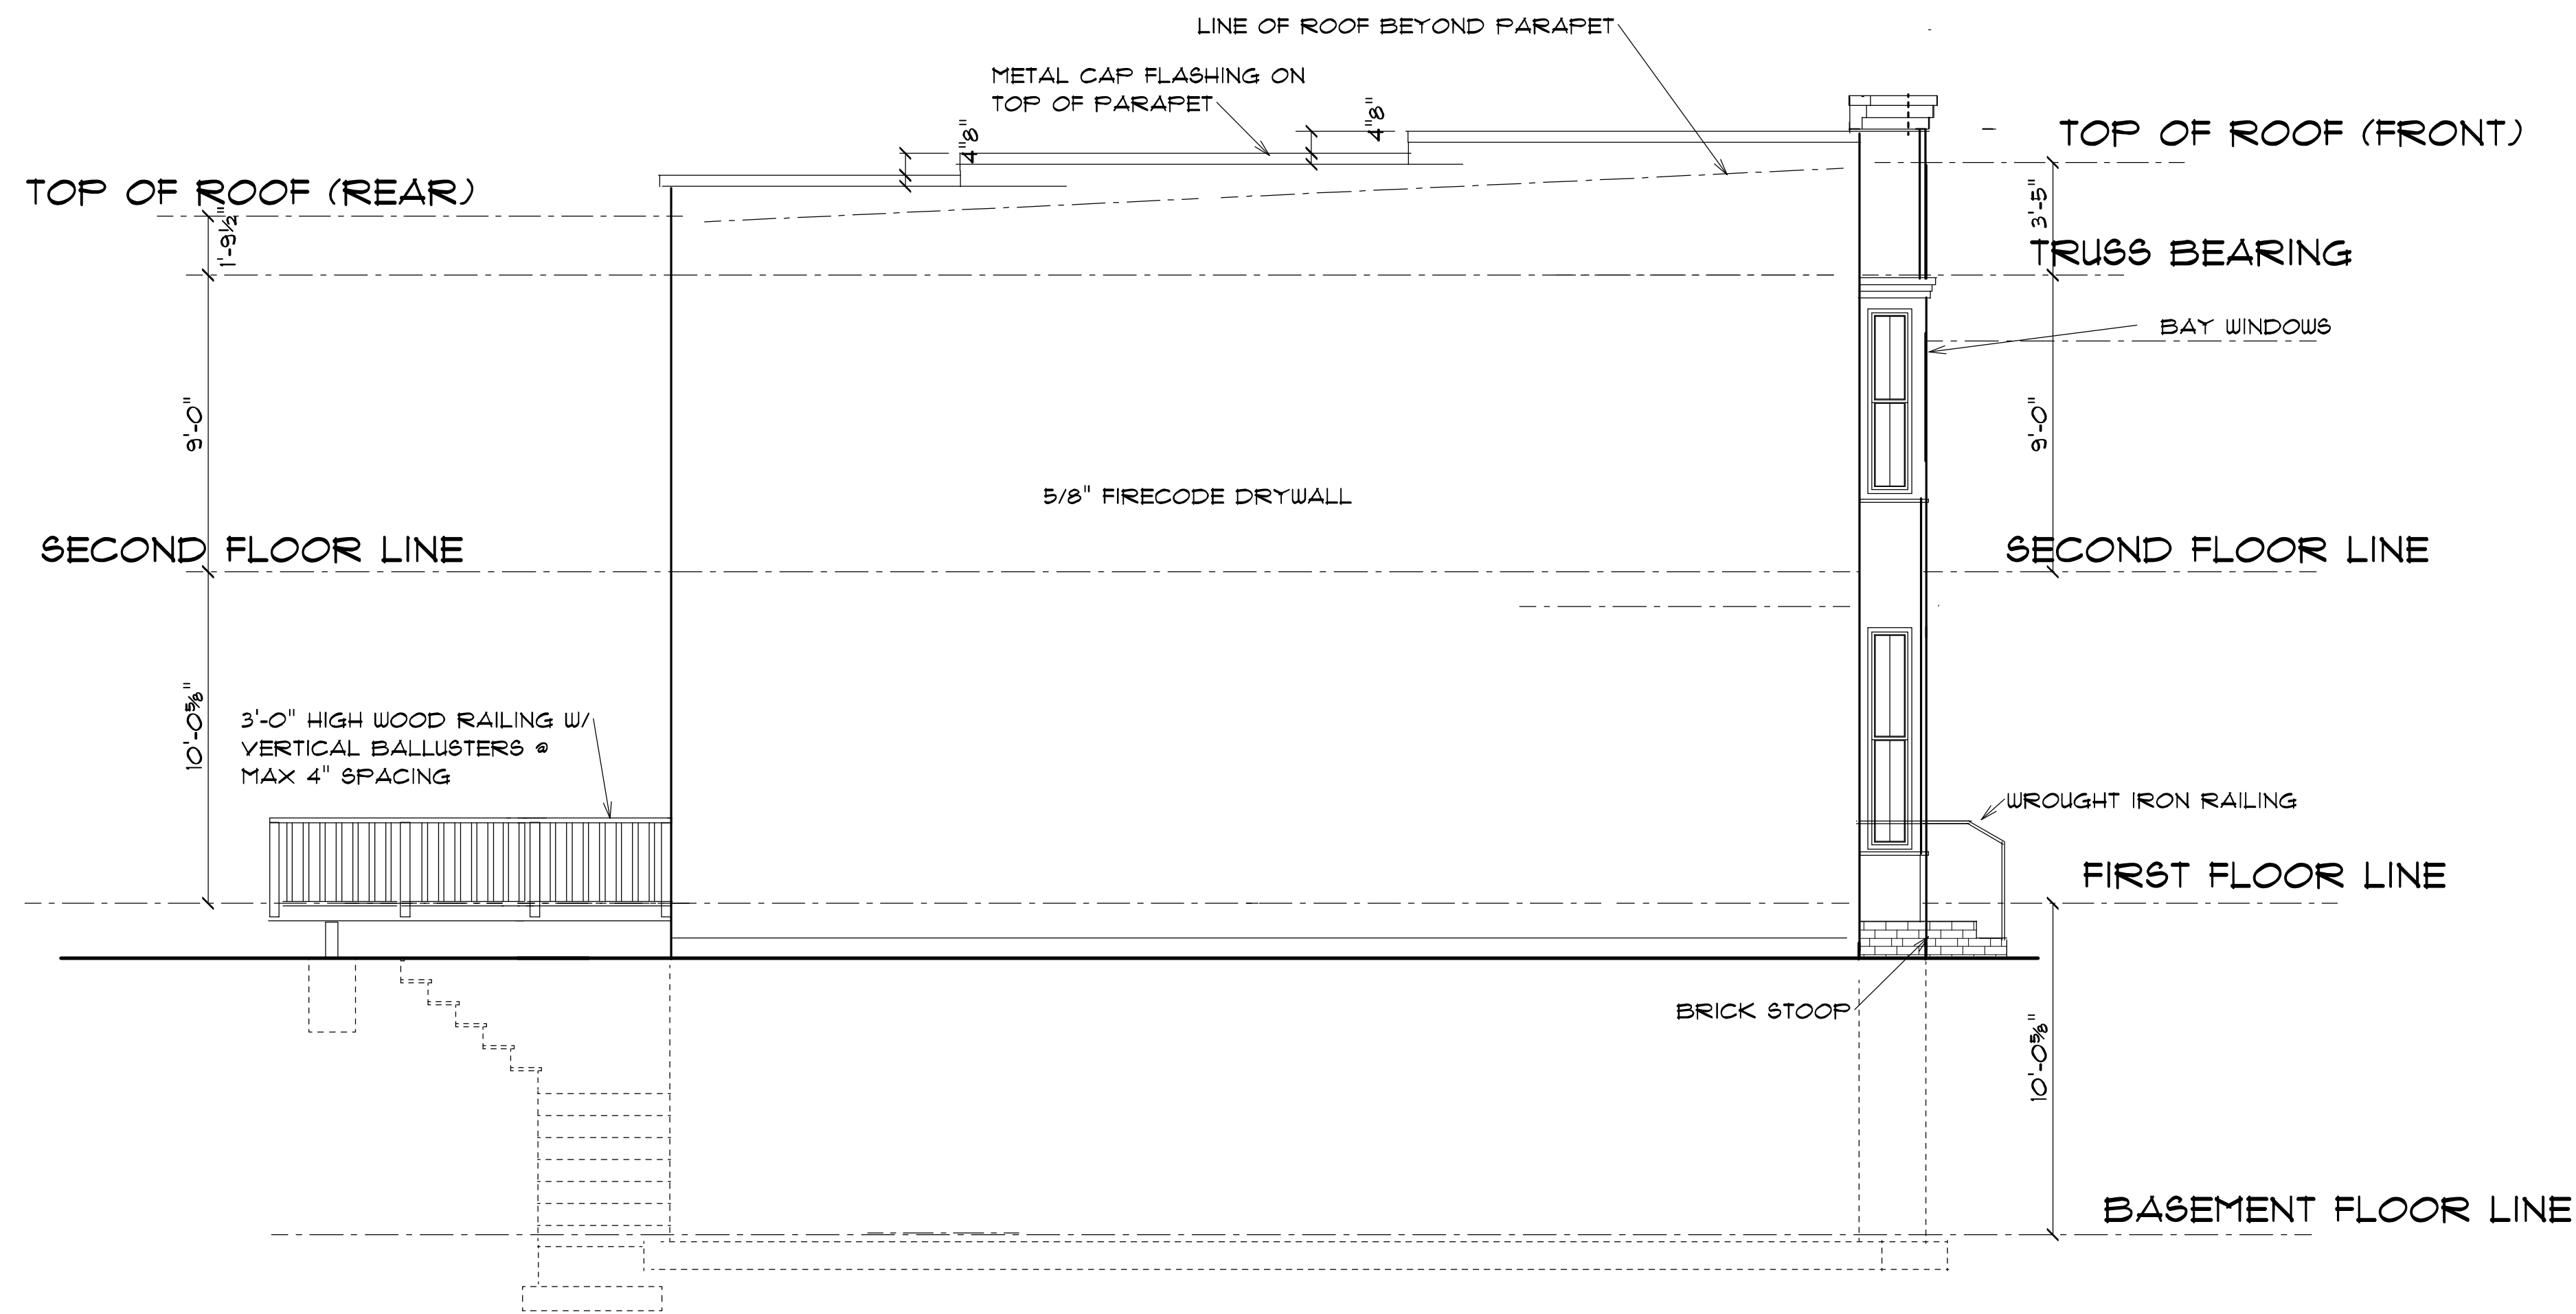 LINE OF ROOF BEYOND PARAPET
METAL CAP FLASHING ON
TOP OF PARAPET
4"8"
4"8"
TOP OF ROOF (FRONT)
TOP OF ROOF (REAR)
1'-9½"
3'-5"
TRUSS BEARING
BAY WINDOWS
9'-0"
9'-0"
5/8" FIRECODE DRYWALL
SECOND FLOOR LINE
SECOND FLOOR LINE
10'-0⅝"
3'-0" HIGH WOOD RAILING W/
VERTICAL BALLUSTERS @
MAX 4" SPACING
WROUGHT IRON RAILING
FIRST FLOOR LINE
BRICK STOOP
10'-0⅝"
BASEMENT FLOOR LINE